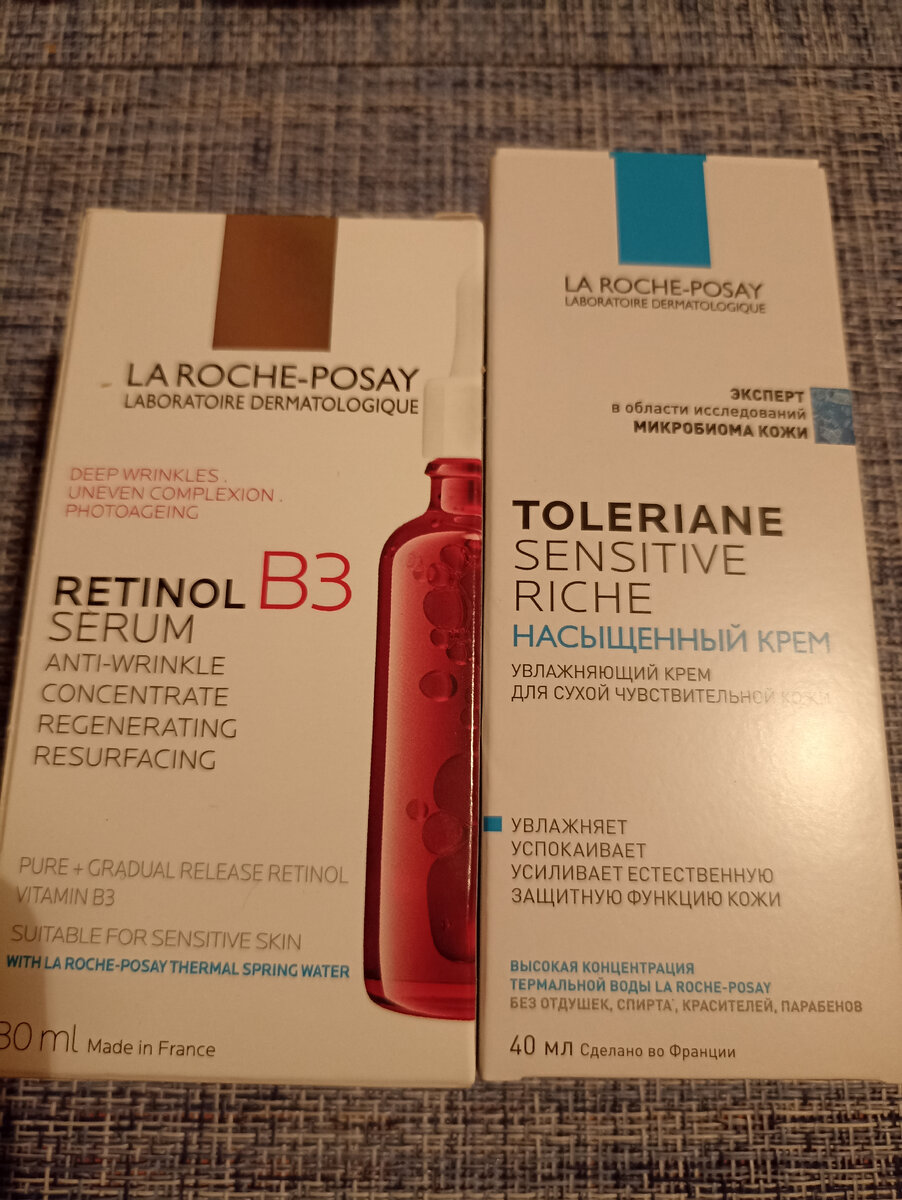 LA ROCHE-POSAY
LABORATOIRE DERMATOLOGIQUE
DEEP WRINKLES .
UNEVEN COMPLEXION .
PHOTOAGEING
RETINOL B3
SERUM
ANTI-WRINKLE
CONCENTRATE
REGENERATING
RESURFACING
PURE + GRADUAL RELEASE RETINOL
VITAMIN B3
SUITABLE FOR SENSITIVE SKIN
WITH LA ROCHE-POSAY THERMAL SPRING WATER
30 ml Made in France
LA ROCHE-POSAY
LABORATOIRE DERMATOLOGIQUE
ЭКСПЕРТ
в области исследований
МИКРОБИОМА КОЖИ
TOLERIANE
SENSITIVE
RICHE
НАСЫЩЕННЫЙ КРЕМ
УВЛАЖНЯЮЩИЙ КРЕМ
ДЛЯ СУХОЙ ЧУВСТВИТЕЛЬНОЙ КОЖИ
УВЛАЖНЯЕТ
УСПОКАИВАЕТ
УСИЛИВАЕТ ЕСТЕСТВЕННУЮ
ЗАЩИТНУЮ ФУНКЦИЮ КОЖИ
ВЫСОКАЯ КОНЦЕНТРАЦИЯ
ТЕРМАЛЬНОЙ ВОДЫ LA ROCHE-POSAY
БЕЗ ОТДУШЕК, СПИРТА*, КРАСИТЕЛЕЙ, ПАРАБЕНОВ
40 МЛ Сделано во Франции